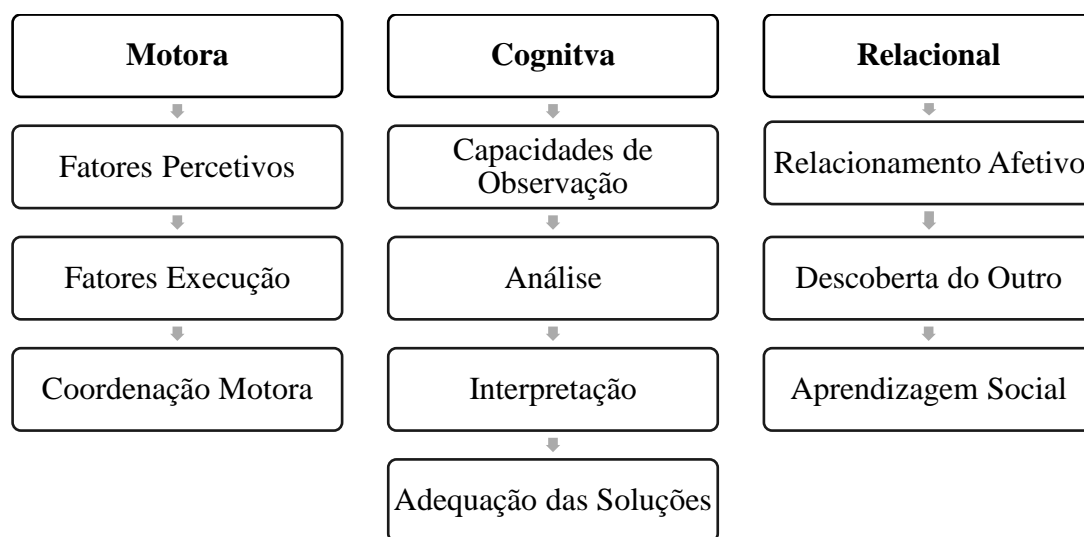 Motora
Fatores Percetivos
Fatores Execução
Coordenação Motora
Cognitva
Capacidades de
Observação
Análise
Interpretação
Adequação das Soluções
Relacional
Relacionamento Afetivo
Descoberta do Outro
Aprendizagem Social